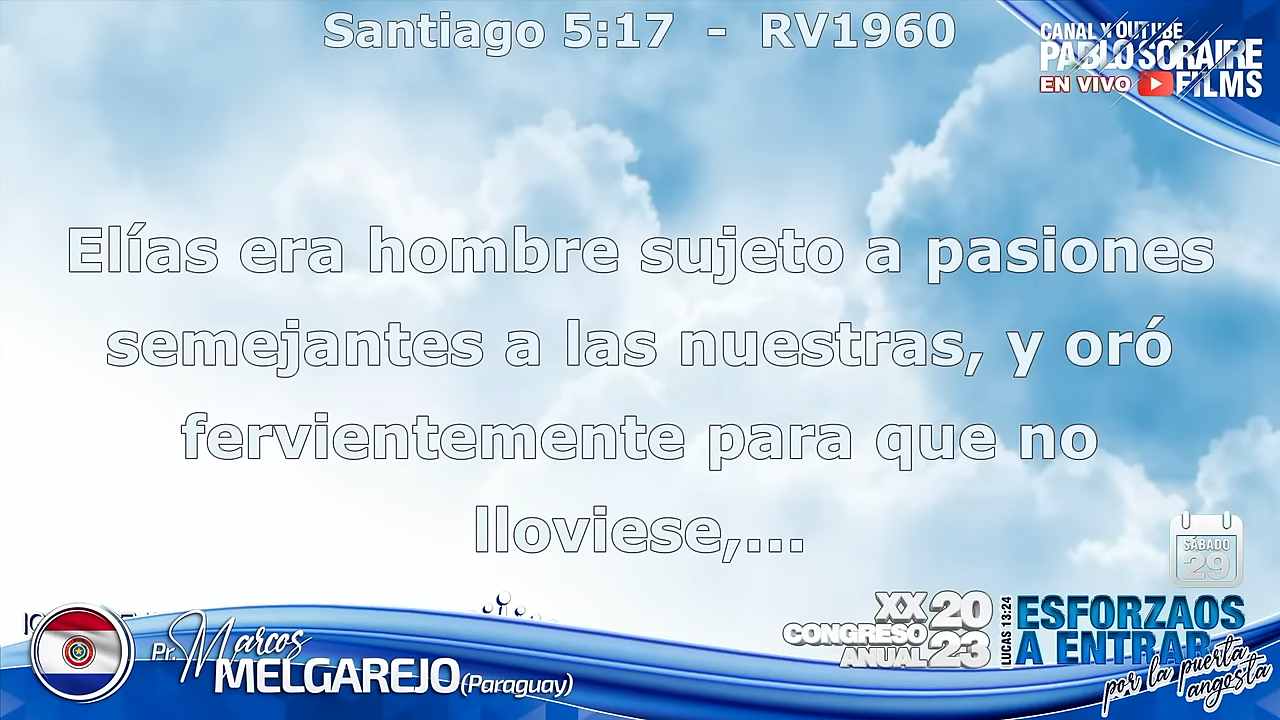 Santiago 5:17 - RV1960
CANAL YOUTUBE
PABLO SORAIRE
EN VIVO FILMS
Elías era hombre sujeto a pasiones
semejantes a las nuestras, y oró
fervientemente para que no
lloviese,...
SÁBADO
29
Pr. Marcos
MELGAREJO (Paraguay)
XX 2023
CONGRESO
ANUAL
LUCAS 13:24
ESFORZAOS
A ENTRAR
por la puerta
angosta